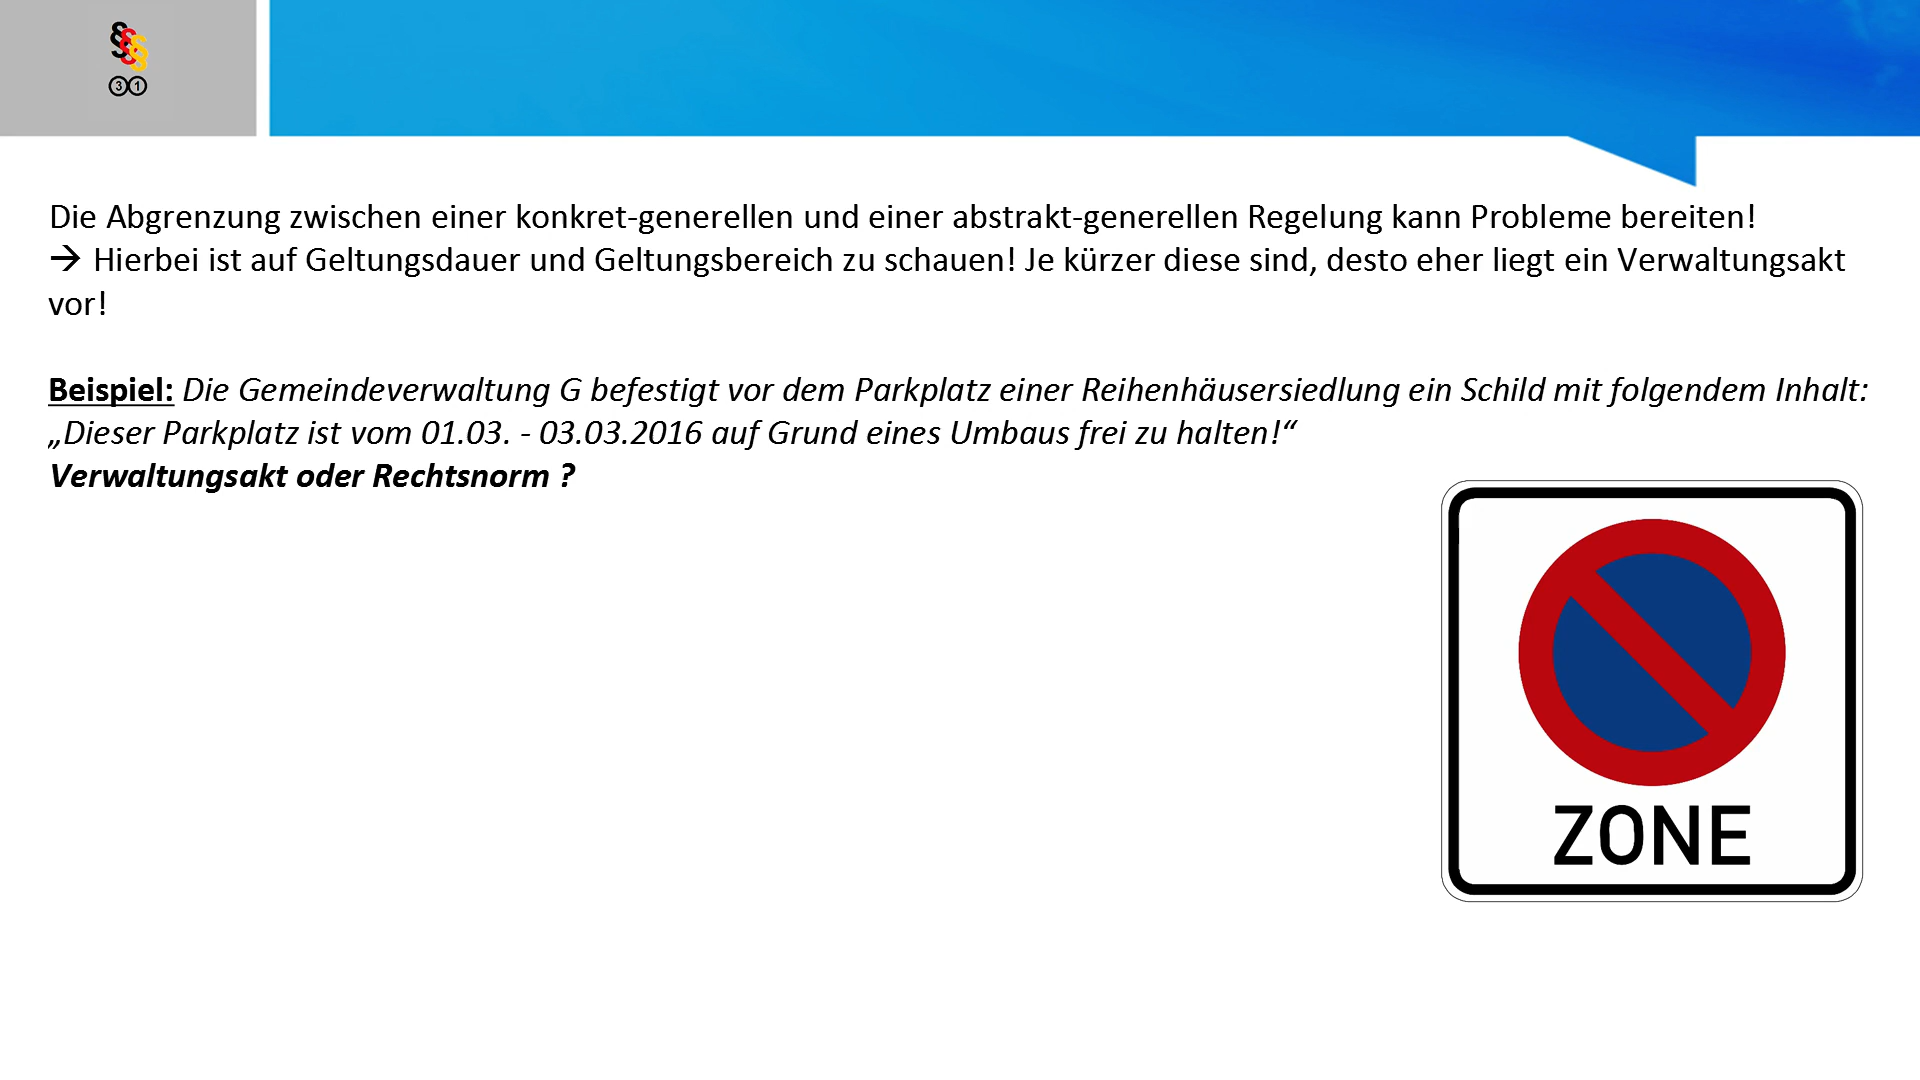 §§§
31
Die Abgrenzung zwischen einer konkret-generellen und einer abstrakt-generellen Regelung kann Probleme bereiten!
→ Hierbei ist auf Geltungsdauer und Geltungsbereich zu schauen! Je kürzer diese sind, desto eher liegt ein Verwaltungsakt
vor!
Beispiel: Die Gemeindeverwaltung G befestigt vor dem Parkplatz einer Reihenhäusersiedlung ein Schild mit folgendem Inhalt:
„Dieser Parkplatz ist vom 01.03. - 03.03.2016 auf Grund eines Umbaus frei zu halten!“
Verwaltungsakt oder Rechtsnorm ?
ZONE